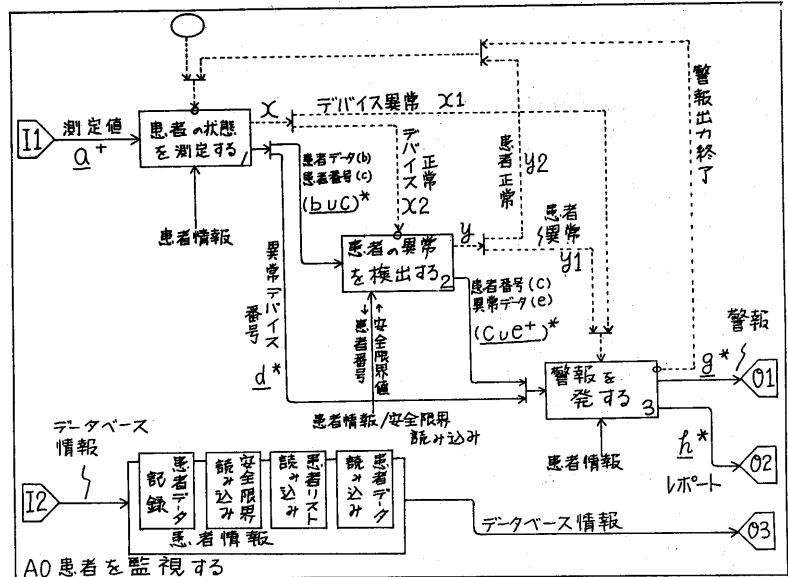 I1
測定値
a+
患者の状態
を測定する
1
患者情報
x
デバイス異常 x1
デバイス正常
x2
患者データ(b)
患者番号(c)
(b∪c)*
患者の異常
を検出する
2
y
患者正常
y2
患者異常
y1
警報出力終了
異常デバイス
番号
d*
←患者番号
安全限界値→
患者情報/安全限界
読み込み
患者番号(c)
異常データ(e)
(c∪e+)*
警報を
発する
3
患者情報
警報
g*
O1
h*
レポート
O2
データベース
情報
I2
患者データ
記録
安全限界
読み込み
患者リスト
読み込み
患者データ
読み込み
患者情報
データベース情報
O3
A0 患者を監視する